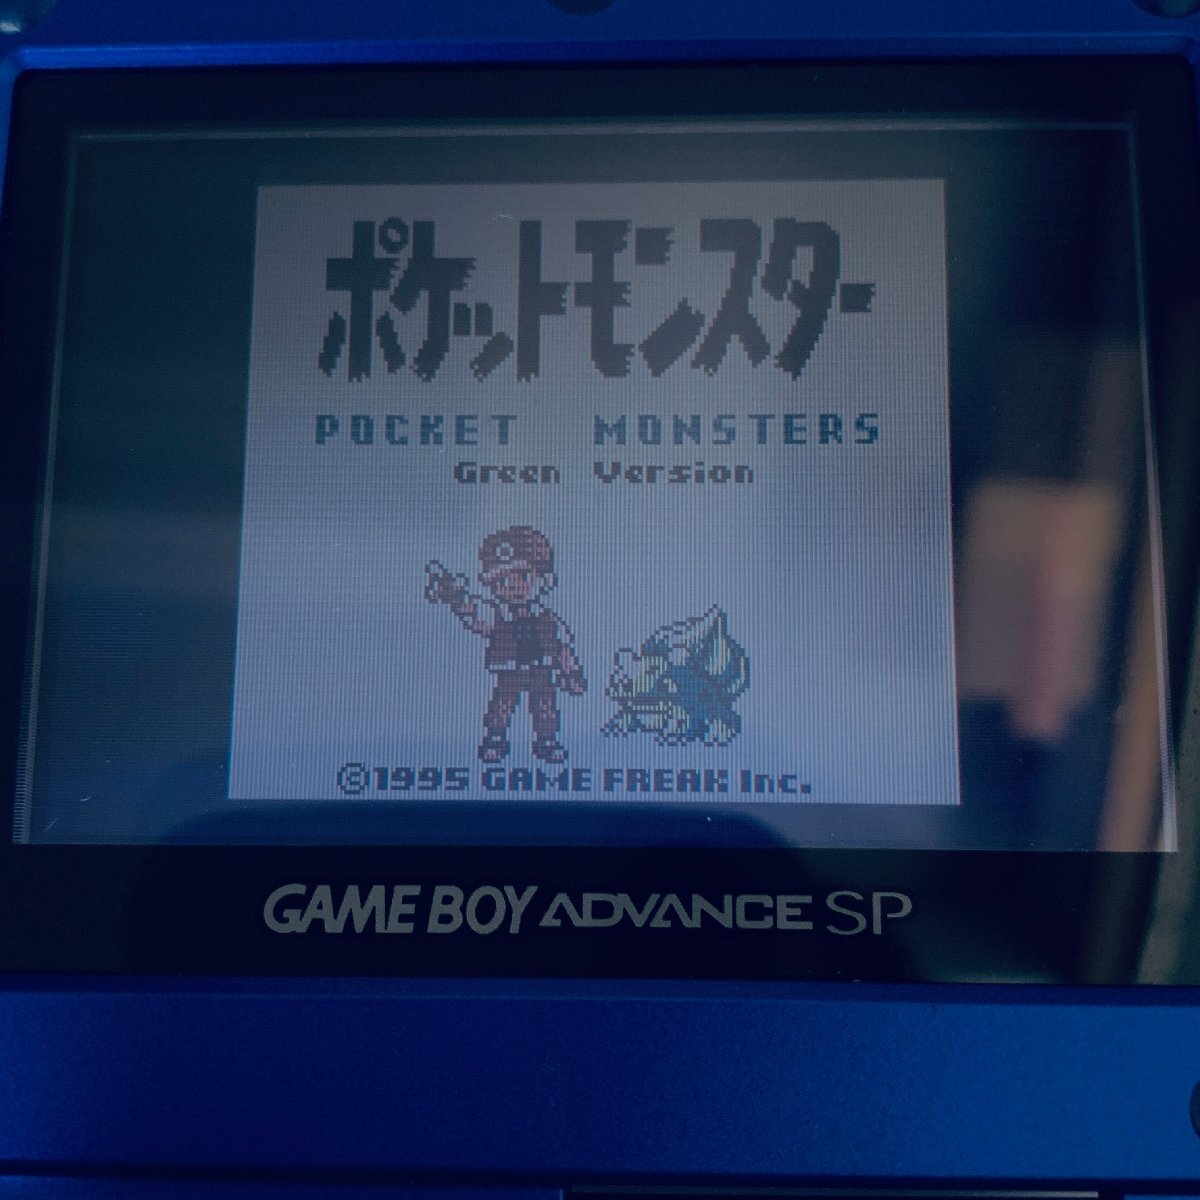 ポケットモンスター
POCKET MONSTERS
Green Version
©1995 GAME FREAK Inc.
GAME BOY ADVANCE SP